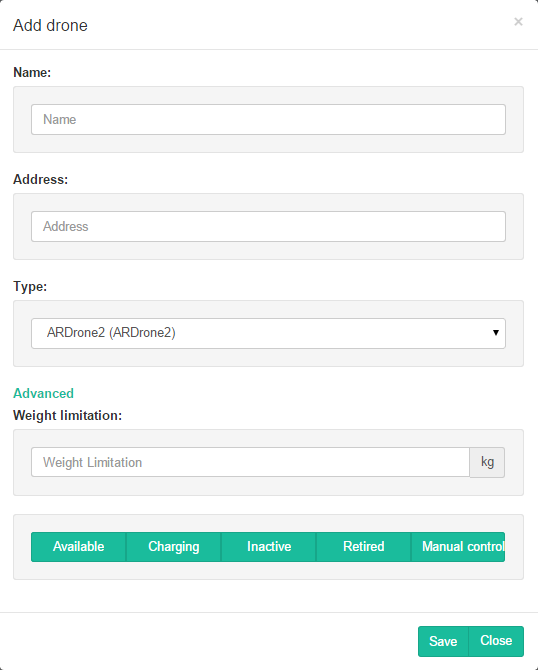 Add drone ×
Name:
Name
Address:
Address
Type:
ARDrone2 (ARDrone2)
Advanced
Weight limitation:
Weight Limitation kg
Available Charging Inactive Retired Manual control
Save Close